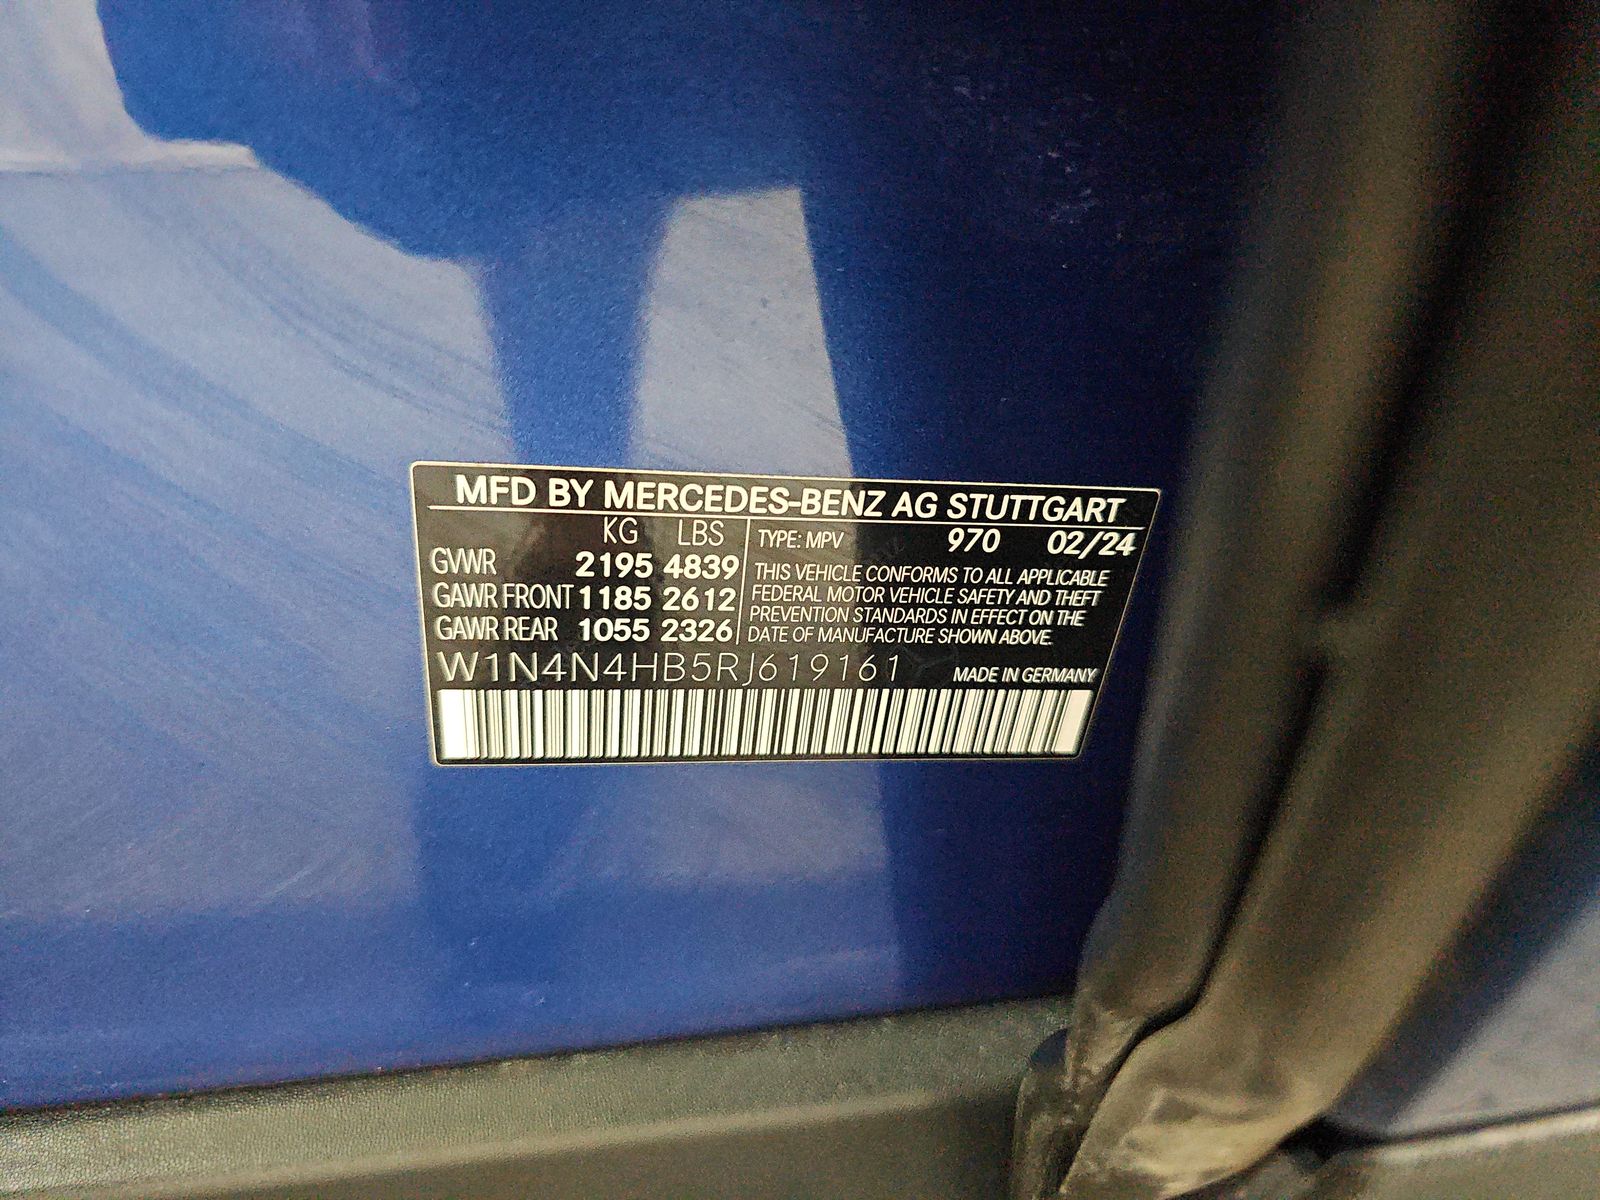 MFD BY MERCEDES-BENZ AG STUTTGART
KG LBS
GVWR 2195 4839
GAWR FRONT 1185 2612
GAWR REAR 1055 2326
TYPE: MPV 970 02/24
THIS VEHICLE CONFORMS TO ALL APPLICABLE
FEDERAL MOTOR VEHICLE SAFETY AND THEFT
PREVENTION STANDARDS IN EFFECT ON THE
DATE OF MANUFACTURE SHOWN ABOVE.
W1N4N4HB5RJ619161 MADE IN GERMANY